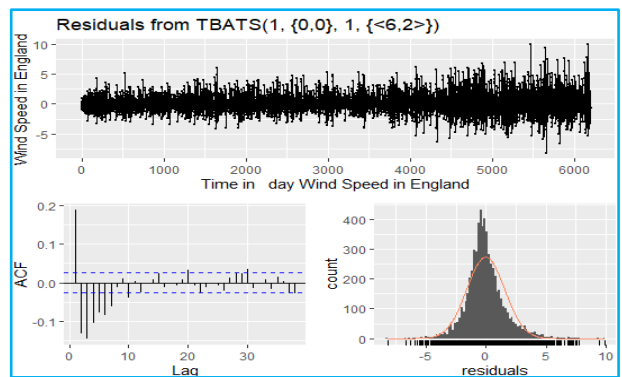 Residuals from TBATS(1, {0,0}, 1, {<6,2>})
Wind Speed in England
10
5
0
-5
0 1000 2000 3000 4000 5000 6000
Time in day Wind Speed in England
ACF
0.2
0.1
0.0
-0.1
0 10 20 30
Lag
count
400
300
200
100
0
-5 0 5 10
residuals